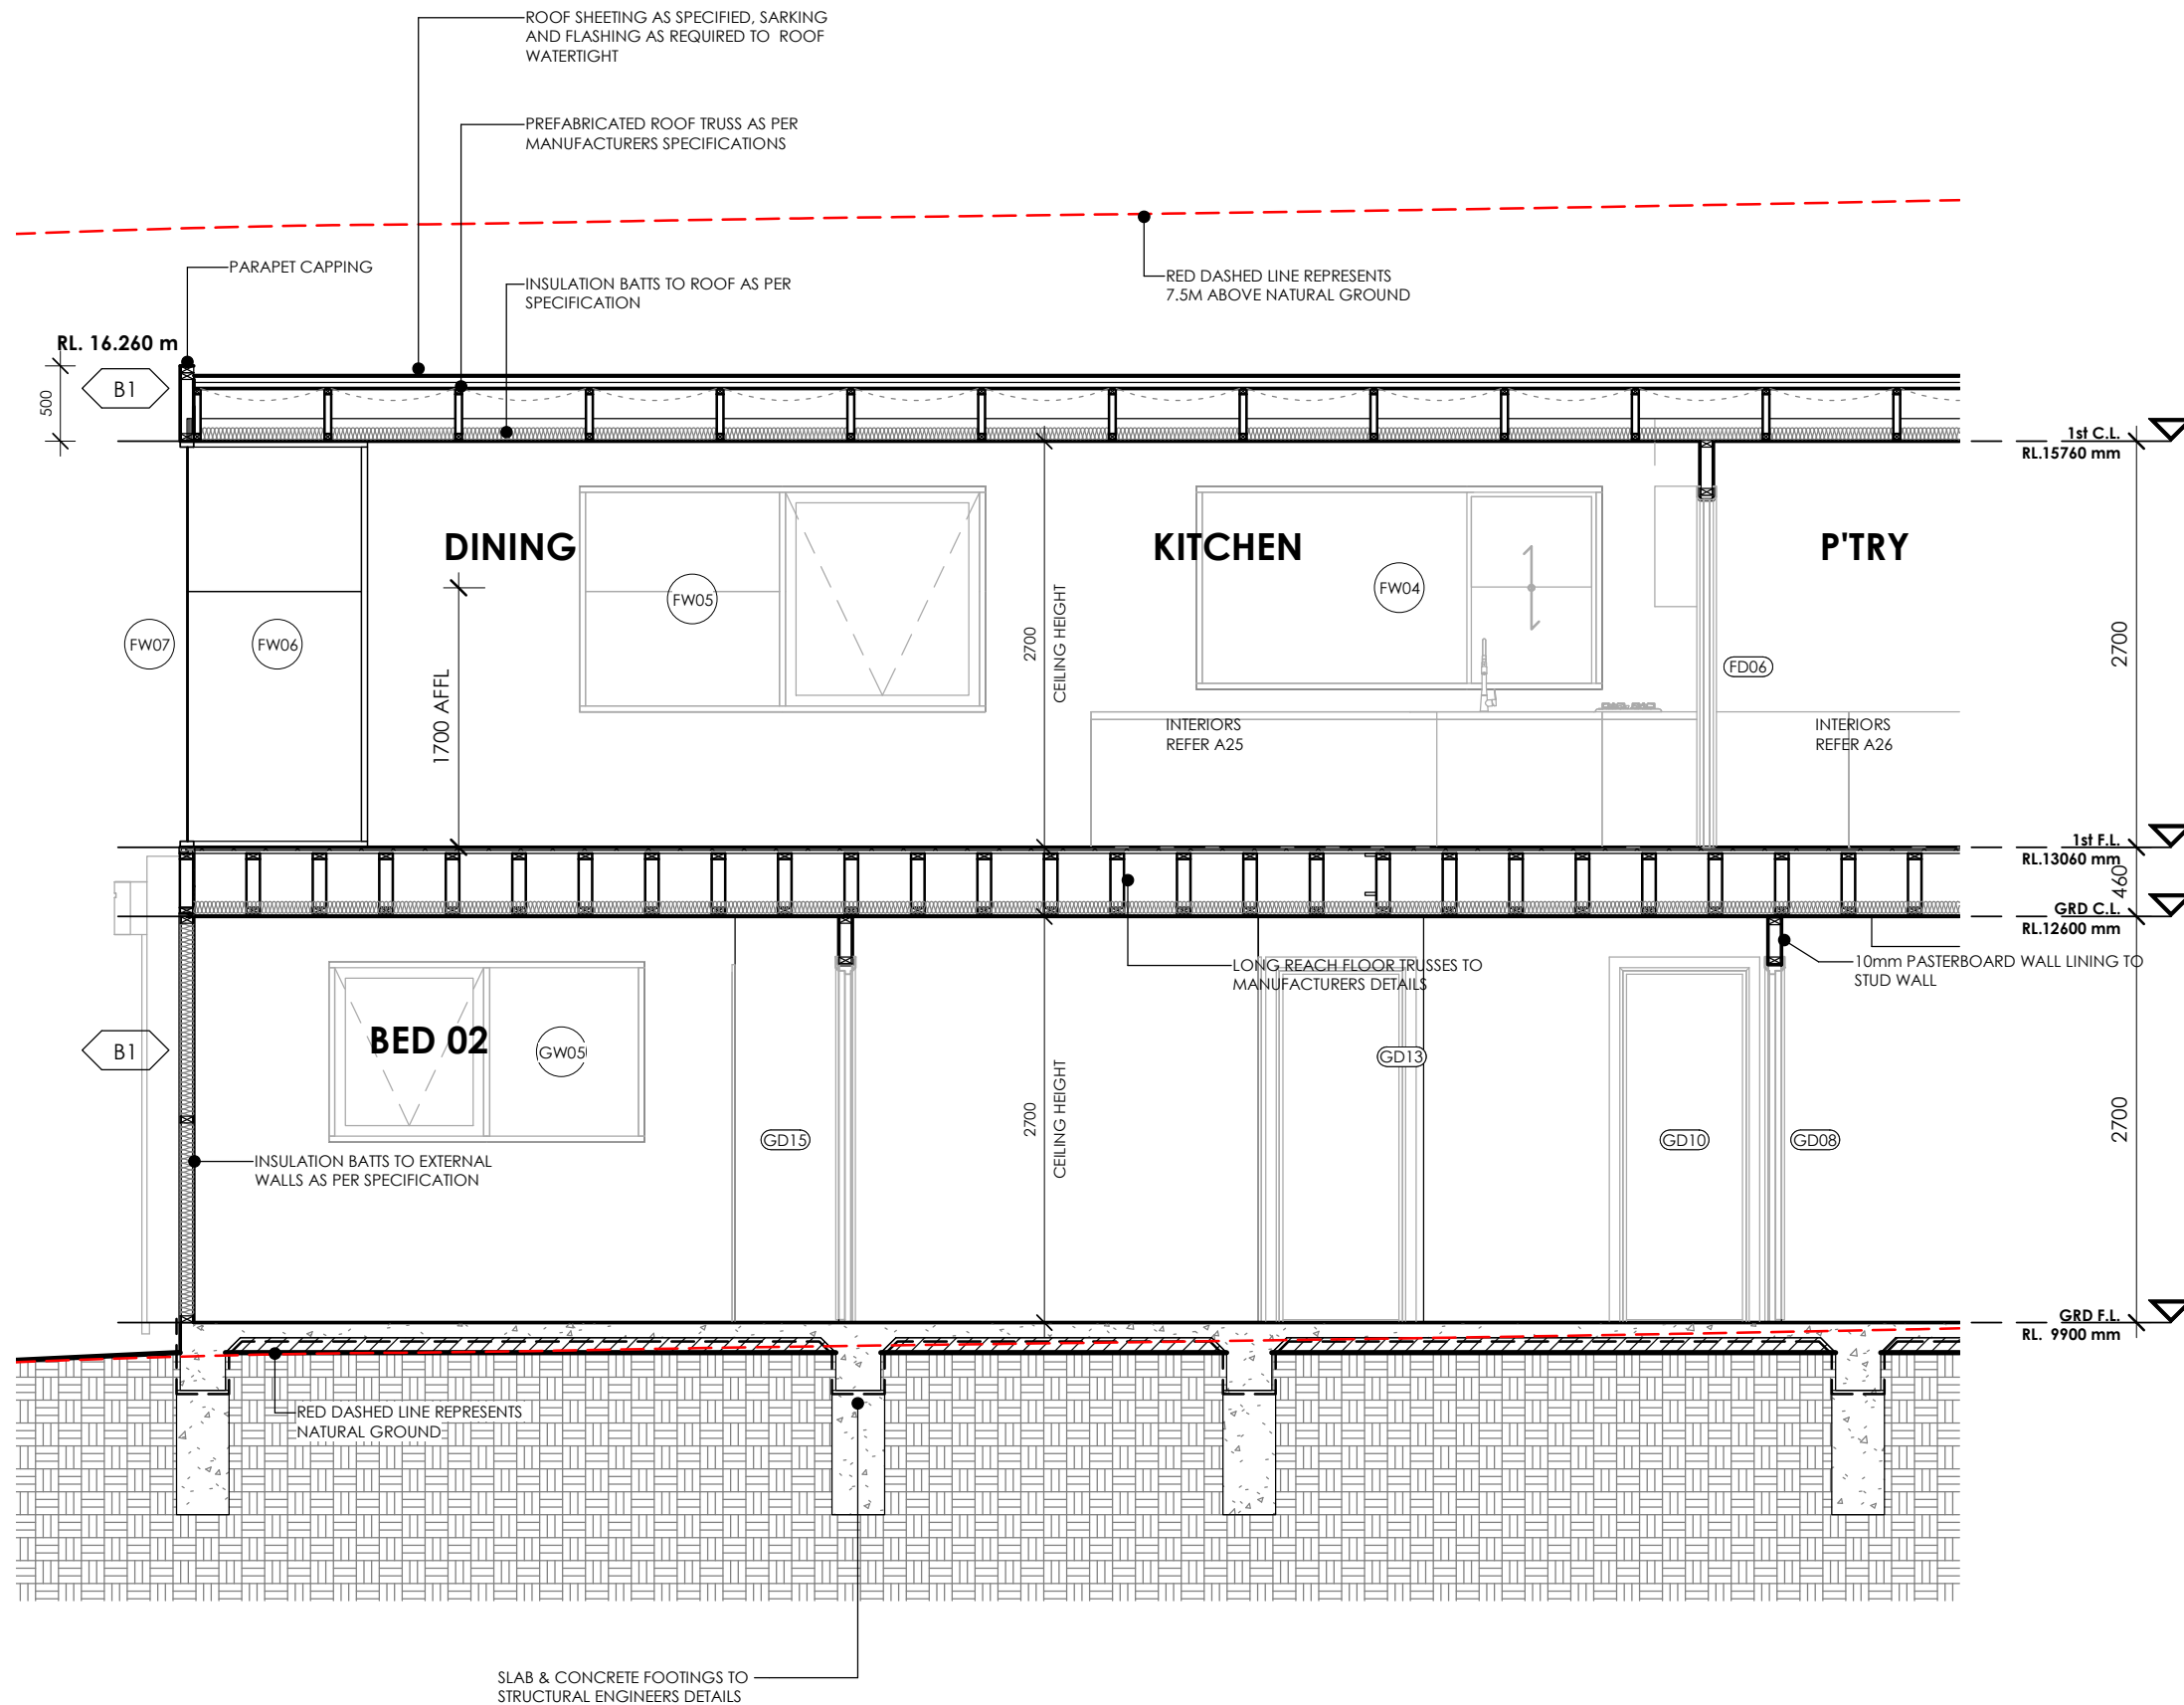 ROOF SHEETING AS SPECIFIED, SARKING
AND FLASHING AS REQUIRED TO ROOF
WATERTIGHT
PREFABRICATED ROOF TRUSS AS PER
MANUFACTURERS SPECIFICATIONS
PARAPET CAPPING
INSULATION BATTS TO ROOF AS PER
SPECIFICATION
RED DASHED LINE REPRESENTS
7.5M ABOVE NATURAL GROUND
RL. 16.260 m
B1
500
1st C.L.
RL.15760 mm
DINING
KITCHEN
P'TRY
FW05
FW04
FW07
FW06
1700 AFFL
2700
CEILING HEIGHT
FD06
2700
INTERIORS
REFER A25
INTERIORS
REFER A26
1st F.L.
RL.13060 mm
460
GRD C.L.
RL.12600 mm
LONG REACH FLOOR TRUSSES TO
MANUFACTURERS DETAILS
10mm PASTERBOARD WALL LINING TO
STUD WALL
B1
BED 02
GW05
GD13
2700
CEILING HEIGHT
GD15
GD10
GD08
2700
INSULATION BATTS TO EXTERNAL
WALLS AS PER SPECIFICATION
GRD F.L.
RL. 9900 mm
RED DASHED LINE REPRESENTS
NATURAL GROUND
SLAB & CONCRETE FOOTINGS TO
STRUCTURAL ENGINEERS DETAILS